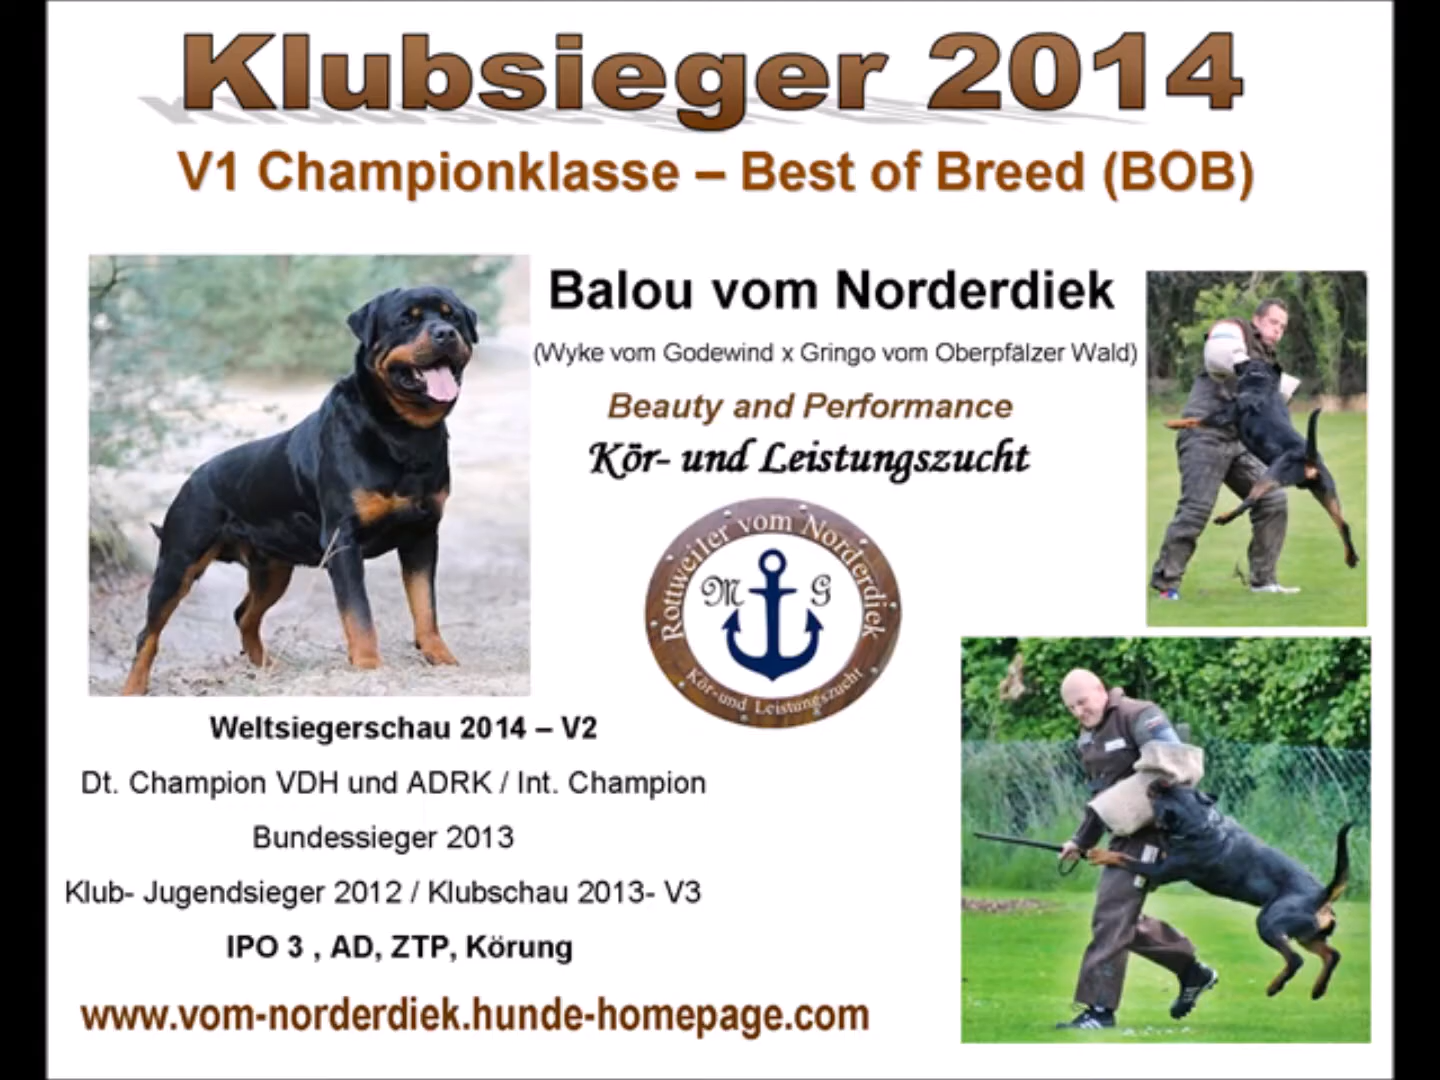 Klubsieger 2014
V1 Championklasse – Best of Breed (BOB)
Balou vom Norderdiek
(Wyke vom Godewind x Gringo vom Oberpfälzer Wald)
Beauty and Performance
Kör- und Leistungszucht
Rottweiler vom Norderdiek
M G
Kör-und Leistungszucht
Weltsiegerschau 2014 – V2
Dt. Champion VDH und ADRK / Int. Champion
Bundessieger 2013
Klub- Jugendsieger 2012 / Klubschau 2013- V3
IPO 3 , AD, ZTP, Körung
www.vom-norderdiek.hunde-homepage.com